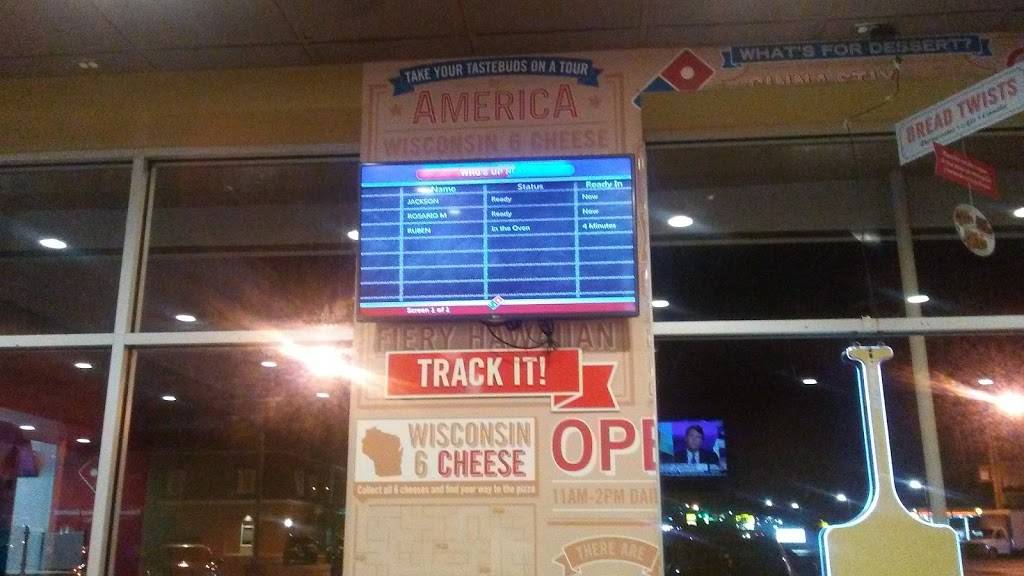 TAKE YOUR TASTEBUDS ON A TOUR
AMERICA
WISCONSIN 6 CHEESE
WHAT'S FOR DESSERT?
BREAD TWISTS
WHO'S UP
Name Status Ready In
JACKSON Ready Now
ROSARIO M Ready Now
RUBEN In the Oven 4 Minutes
Screen 1 of 1
FIERY HAWAIIAN
TRACK IT!
WISCONSIN
6 CHEESE
Collect all 6 cheeses and find your way to the pizza
OPE
11AM-2PM DAI
THERE ARE